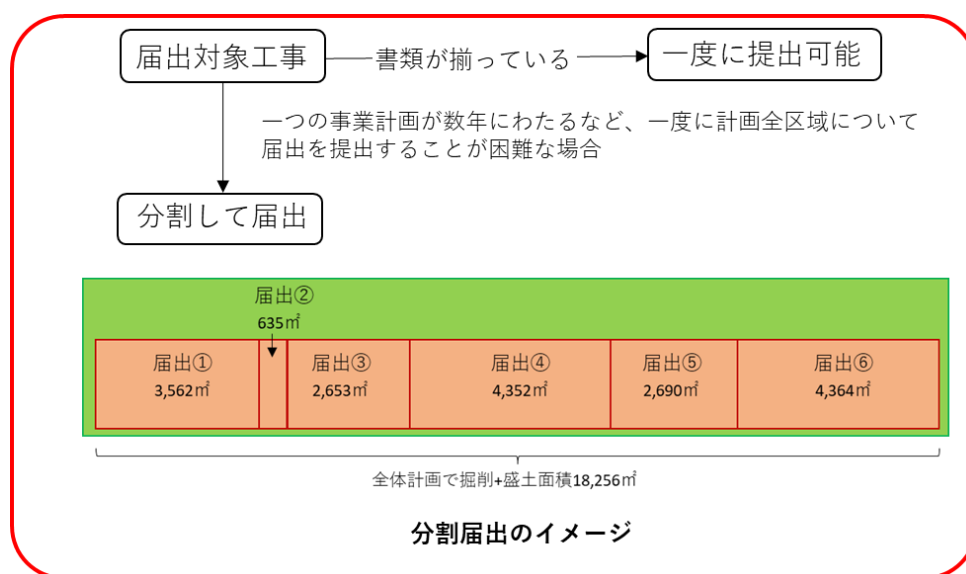 届出対象工事
書類が揃っている
一度に提出可能
一つの事業計画が数年にわたるなど、一度に計画全区域について
届出を提出することが困難な場合
分割して届出
届出①
3,562㎡
届出②
635㎡
届出③
2,653㎡
届出④
4,352㎡
届出⑤
2,690㎡
届出⑥
4,364㎡
全体計画で掘削+盛土面積18,256㎡
分割届出のイメージ